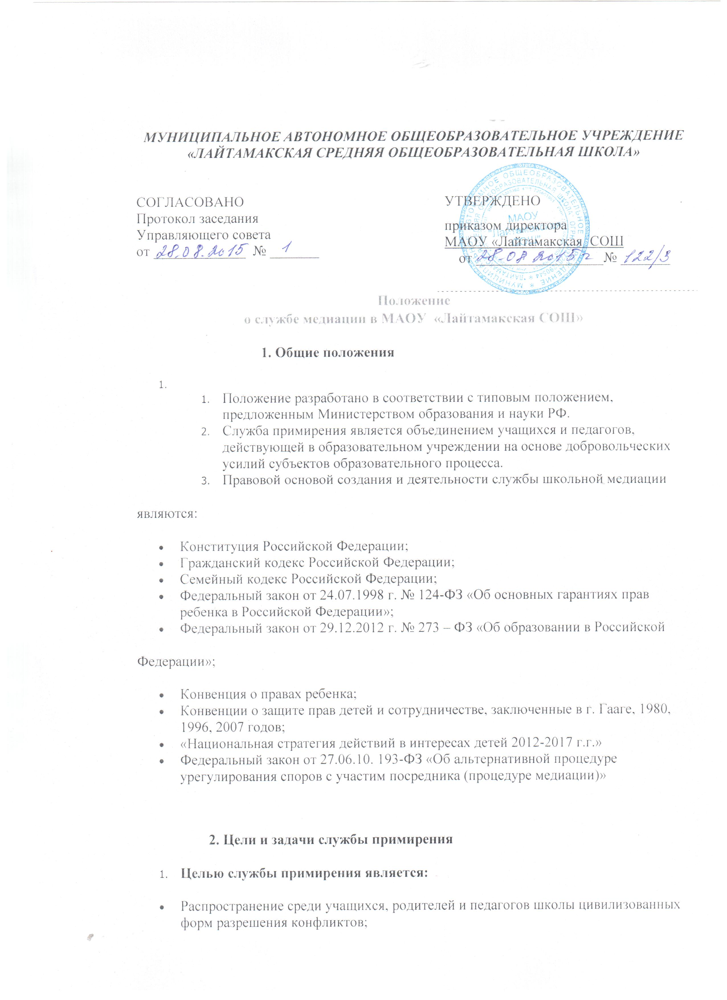 МУНИЦИПАЛЬНОЕ АВТОНОМНОЕ ОБЩЕОБРАЗОВАТЕЛЬНОЕ УЧРЕЖДЕНИЕ
«ЛАЙТАМАКСКАЯ СРЕДНЯЯ ОБЩЕОБРАЗОВАТЕЛЬНАЯ ШКОЛА»
СОГЛАСОВАНО
Протокол заседания
Управляющего совета
от 28.08.2015 № 1
УТВЕРЖДЕНО
приказом директора
МАОУ «Лайтамакская СОШ
от 28.08 2015 г № 122/3
МАОУ
"Лайтамакская
СОШ"
Положение
о службе медиации в МАОУ «Лайтамакская СОШ»
1. Общие положения
1.
1. Положение разработано в соответствии с типовым положением,
предложенным Министерством образования и науки РФ.
2. Служба примирения является объединением учащихся и педагогов,
действующей в образовательном учреждении на основе добровольческих
усилий субъектов образовательного процесса.
3. Правовой основой создания и деятельности службы школьной медиации
являются:
• Конституция Российской Федерации;
• Гражданский кодекс Российской Федерации;
• Семейный кодекс Российской Федерации;
• Федеральный закон от 24.07.1998 г. № 124-ФЗ «Об основных гарантиях прав
ребенка в Российской Федерации»;
• Федеральный закон от 29.12.2012 г. № 273 – ФЗ «Об образовании в Российской
Федерации»;
• Конвенция о правах ребенка;
• Конвенции о защите прав детей и сотрудничестве, заключенные в г. Гааге, 1980,
1996, 2007 годов;
• «Национальная стратегия действий в интересах детей 2012-2017 г.г.»
• Федеральный закон от 27.06.10. 193-ФЗ «Об альтернативной процедуре
урегулирования споров с участим посредника (процедуре медиации)»
2. Цели и задачи службы примирения
1. Целью службы примирения является:
• Распространение среди учащихся, родителей и педагогов школы цивилизованных
форм разрешения конфликтов;